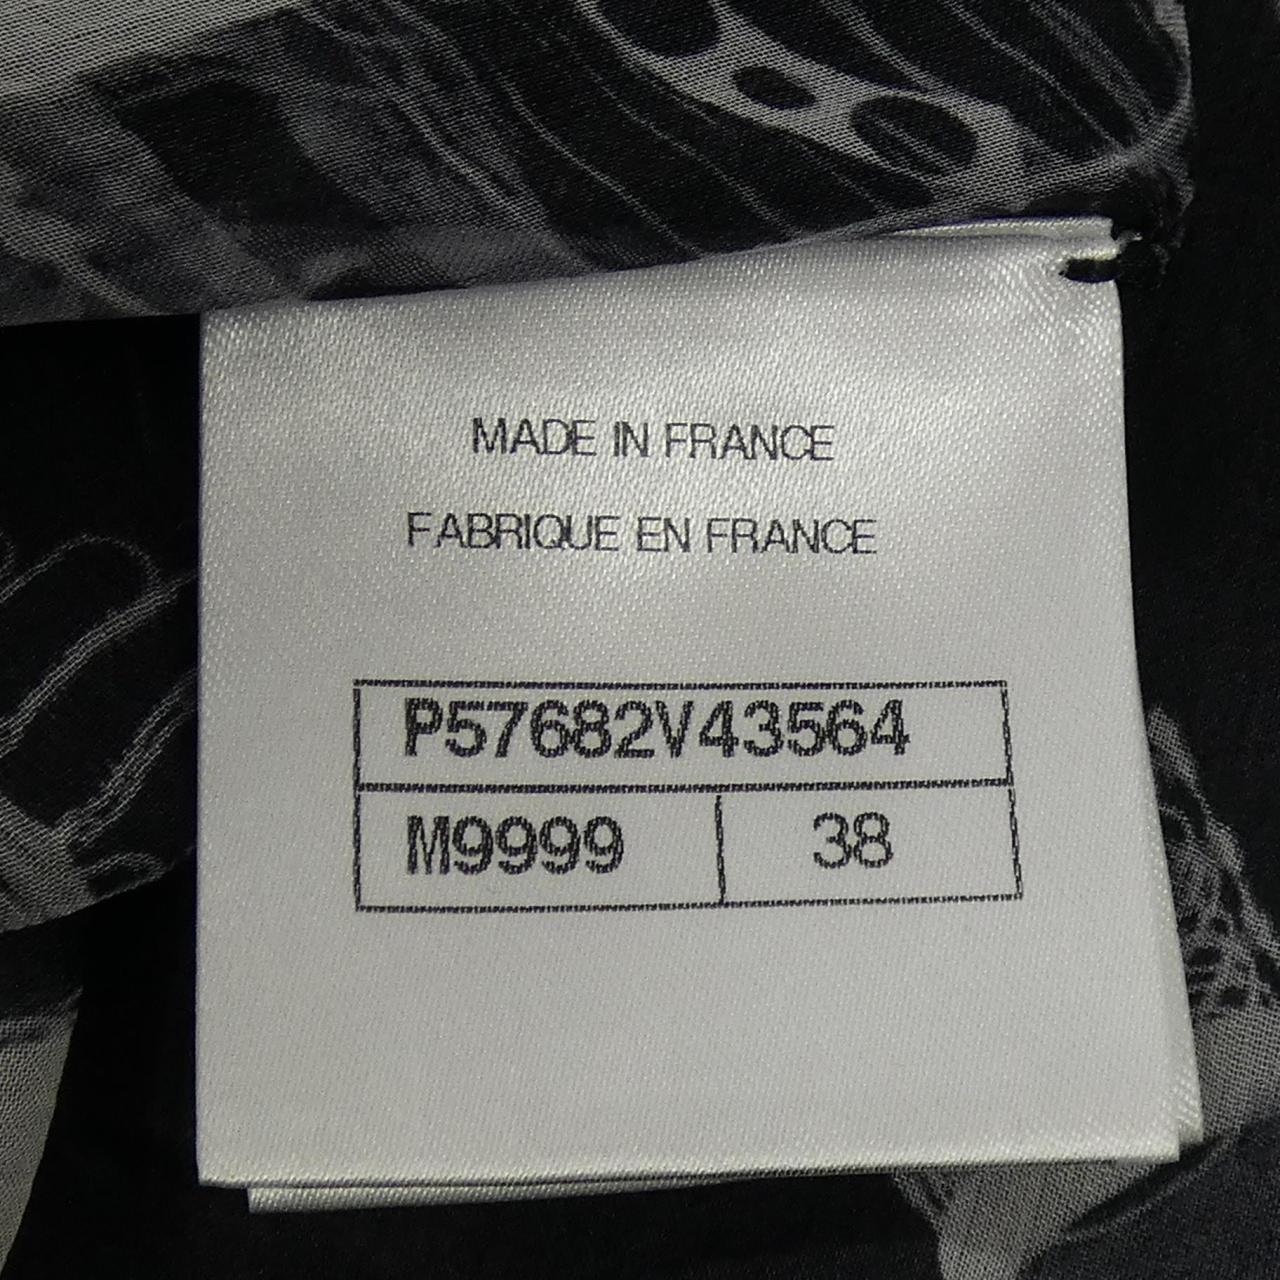 MADE IN FRANCE
FABRIQUE EN FRANCE
P57682V43564
M9999 38